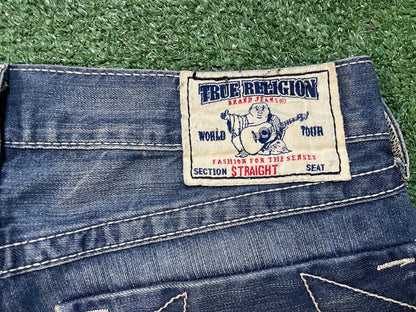 TRUE RELIGION
BRAND JEANS®
WORLD TOUR
FASHION FOR THE SENSES
SECTION STRAIGHT SEAT